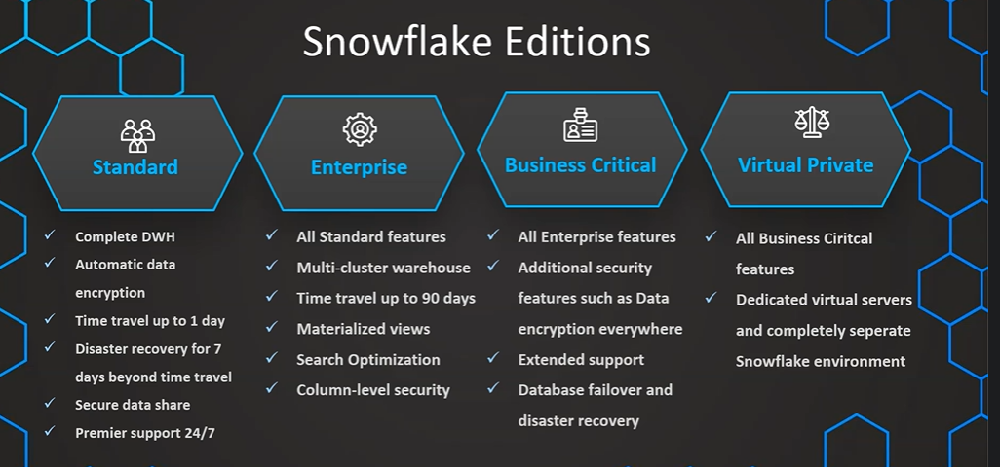 Snowflake Editions
Standard
Complete DWH
Automatic data
encryption
Time travel up to 1 day
Disaster recovery for 7
days beyond time travel
Secure data share
Premier support 24/7
Enterprise
All Standard features
Multi-cluster warehouse
Time travel up to 90 days
Materialized views
Search Optimization
Column-level security
Business Critical
All Enterprise features
Additional security
features such as Data
encryption everywhere
Extended support
Database failover and
disaster recovery
Virtual Private
All Business Ciritcal
features
Dedicated virtual servers
and completely seperate
Snowflake environment